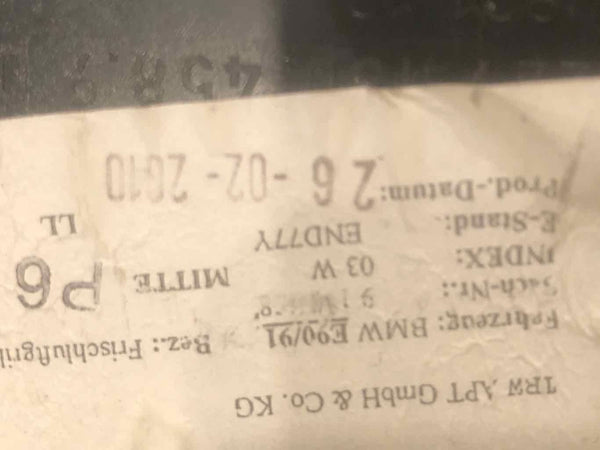 TRW APT GmbH & Co. KG
Fahrzeug: BMW E90/91 Bez.: Frischluftgril
Sach-Nr.:
INDEX: 03 W MITTE P6
E-Stand.: END77Y LL
Prod.-Datum: 26-02-2010